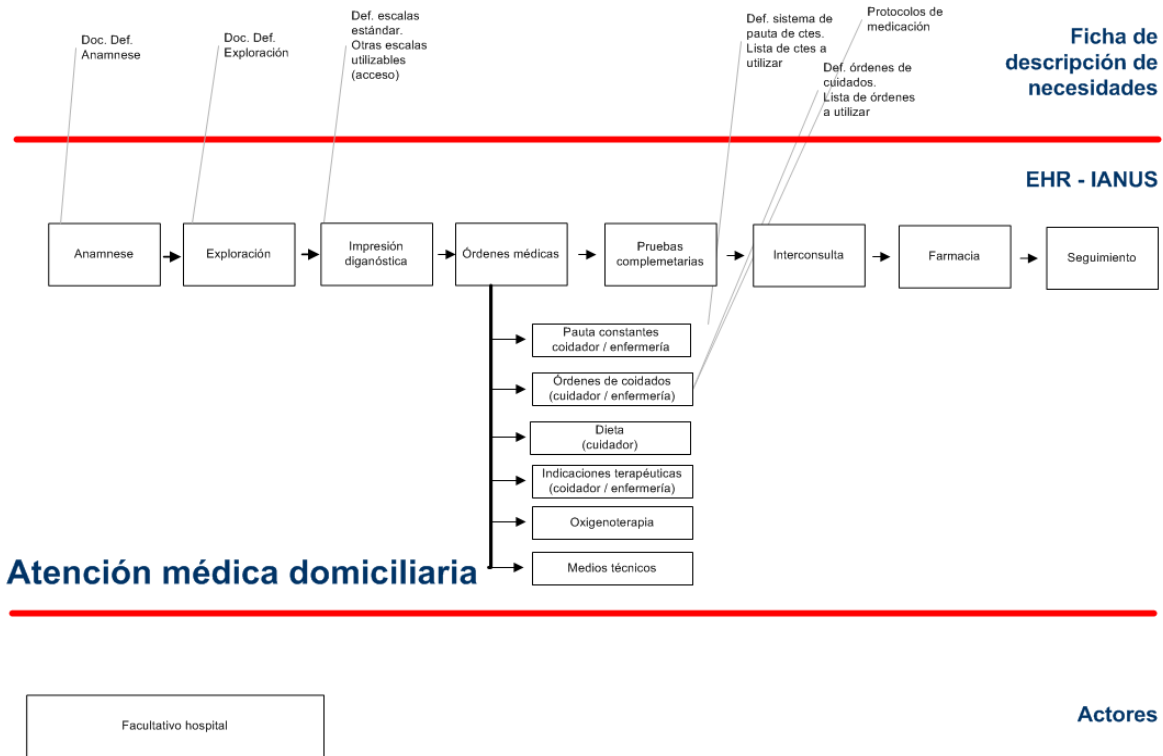 Doc. Def.
Anamnese
Doc. Def.
Exploración
Def. escalas
estándar.
Otras escalas
utilizables
(acceso)
Def. sistema de
pauta de ctes.
Lista de ctes a
utilizar
Protocolos de
medicación
Def. órdenes de
cuidados.
Lista de órdenes
a utilizar
Ficha de
descripción de
necesidades
EHR - IANUS
Anamnese
Exploración
Impresión
diganóstica
Órdenes médicas
Pruebas
complemetarias
Interconsulta
Farmacia
Seguimiento
Pauta constantes
coidador / enfermería
Órdenes de coidados
(cuidador / enfermería)
Dieta
(cuidador)
Indicaciones terapéuticas
(coidador / enfermería)
Oxigenoterapia
Medios técnicos
Atención médica domiciliaria
Facultativo hospital
Actores